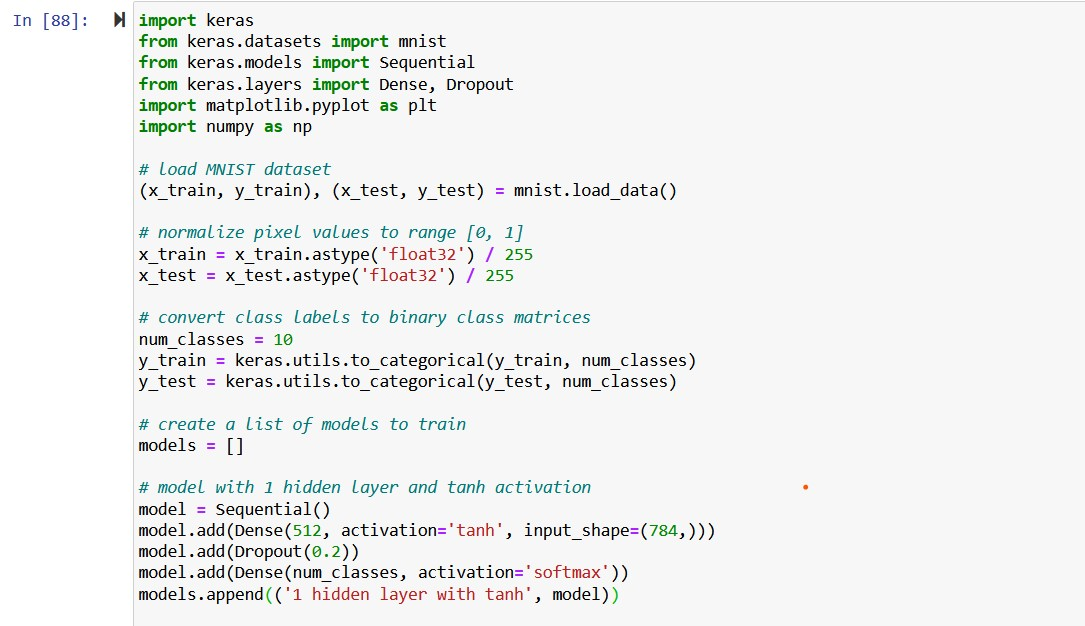 In [88]:
import keras
from keras.datasets import mnist
from keras.models import Sequential
from keras.layers import Dense, Dropout
import matplotlib.pyplot as plt
import numpy as np

# load MNIST dataset
(x_train, y_train), (x_test, y_test) = mnist.load_data()

# normalize pixel values to range [0, 1]
x_train = x_train.astype('float32') / 255
x_test = x_test.astype('float32') / 255

# convert class labels to binary class matrices
num_classes = 10
y_train = keras.utils.to_categorical(y_train, num_classes)
y_test = keras.utils.to_categorical(y_test, num_classes)

# create a list of models to train
models = []

# model with 1 hidden layer and tanh activation
model = Sequential()
model.add(Dense(512, activation='tanh', input_shape=(784,)))
model.add(Dropout(0.2))
model.add(Dense(num_classes, activation='softmax'))
models.append(('1 hidden layer with tanh', model))